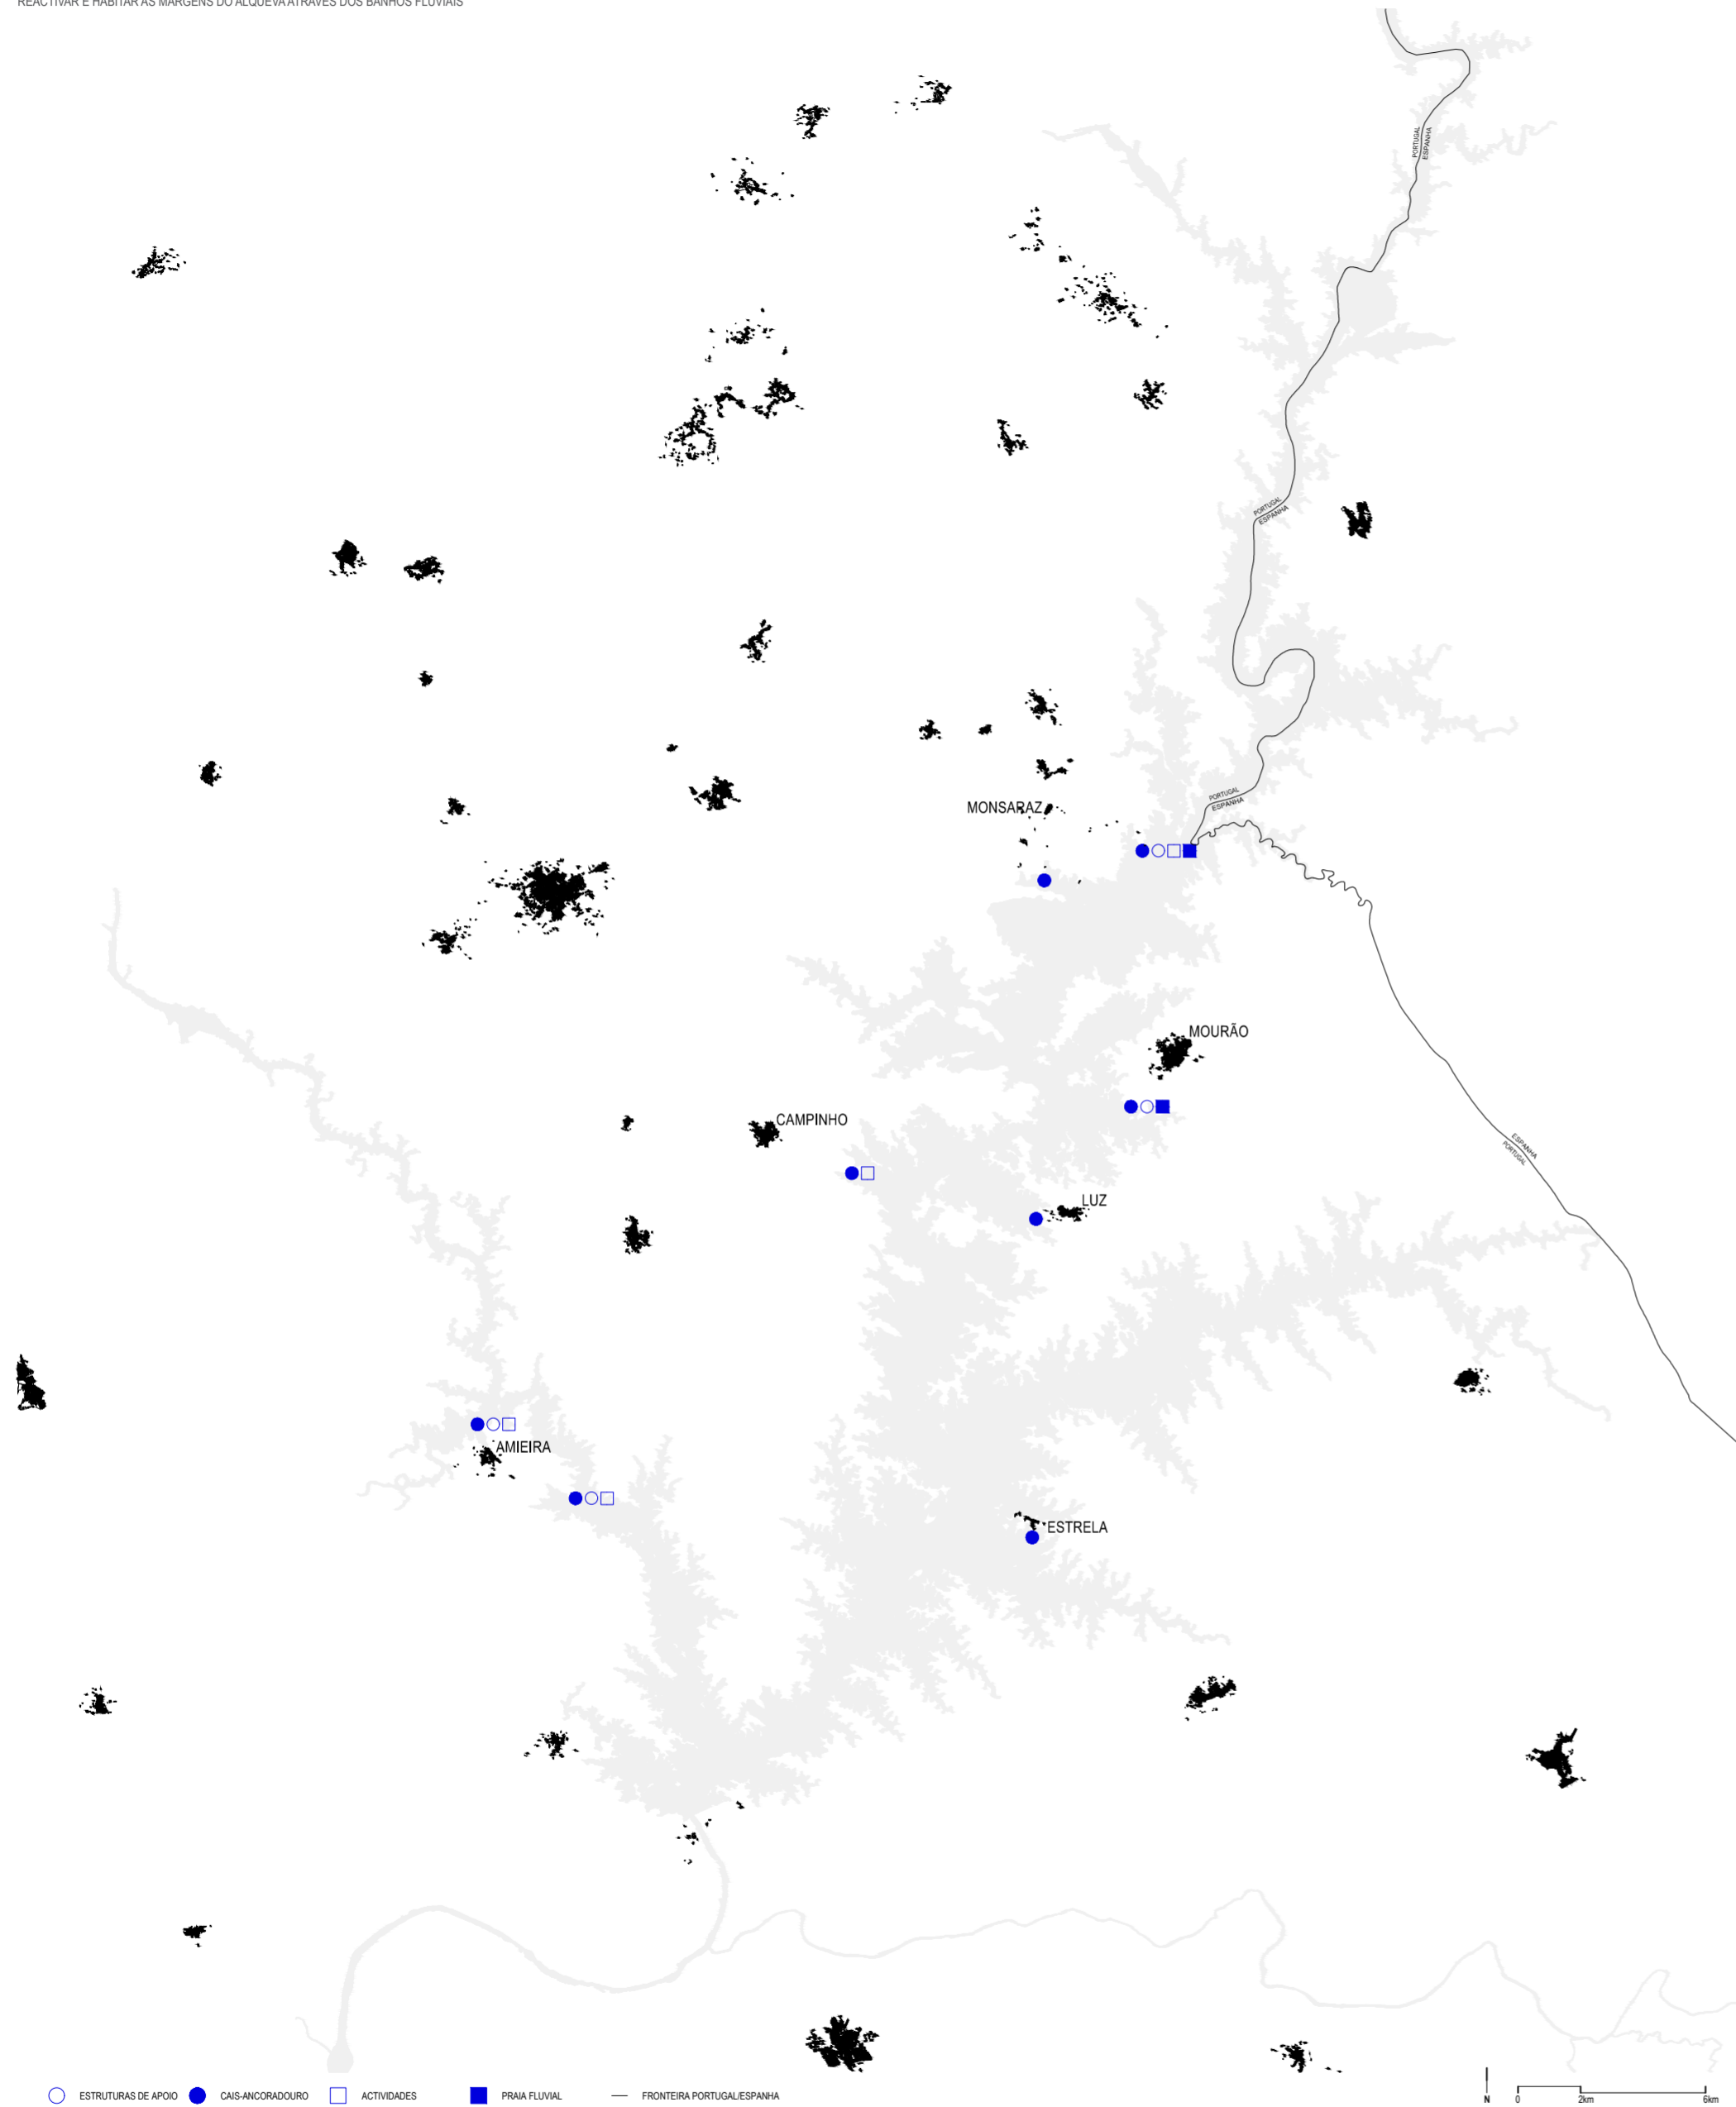 REACTIVAR E HABITAR AS MARGENS DO ALQUEVA ATRAVÉS DOS BANHOS FLUVIAIS
PORTUGAL
ESPANHA
PORTUGAL
ESPANHA
PORTUGAL
ESPANHA
MONSARAZ
MOURÃO
CAMPINHO
ESPANHA
PORTUGAL
LUZ
AMIEIRA
ESTRELA
ESTRUTURAS DE APOIO
CAIS-ANCORADOURO
ACTIVIDADES
PRAIA FLUVIAL
FRONTEIRA PORTUGAL/ESPANHA
N
0 2km 6km